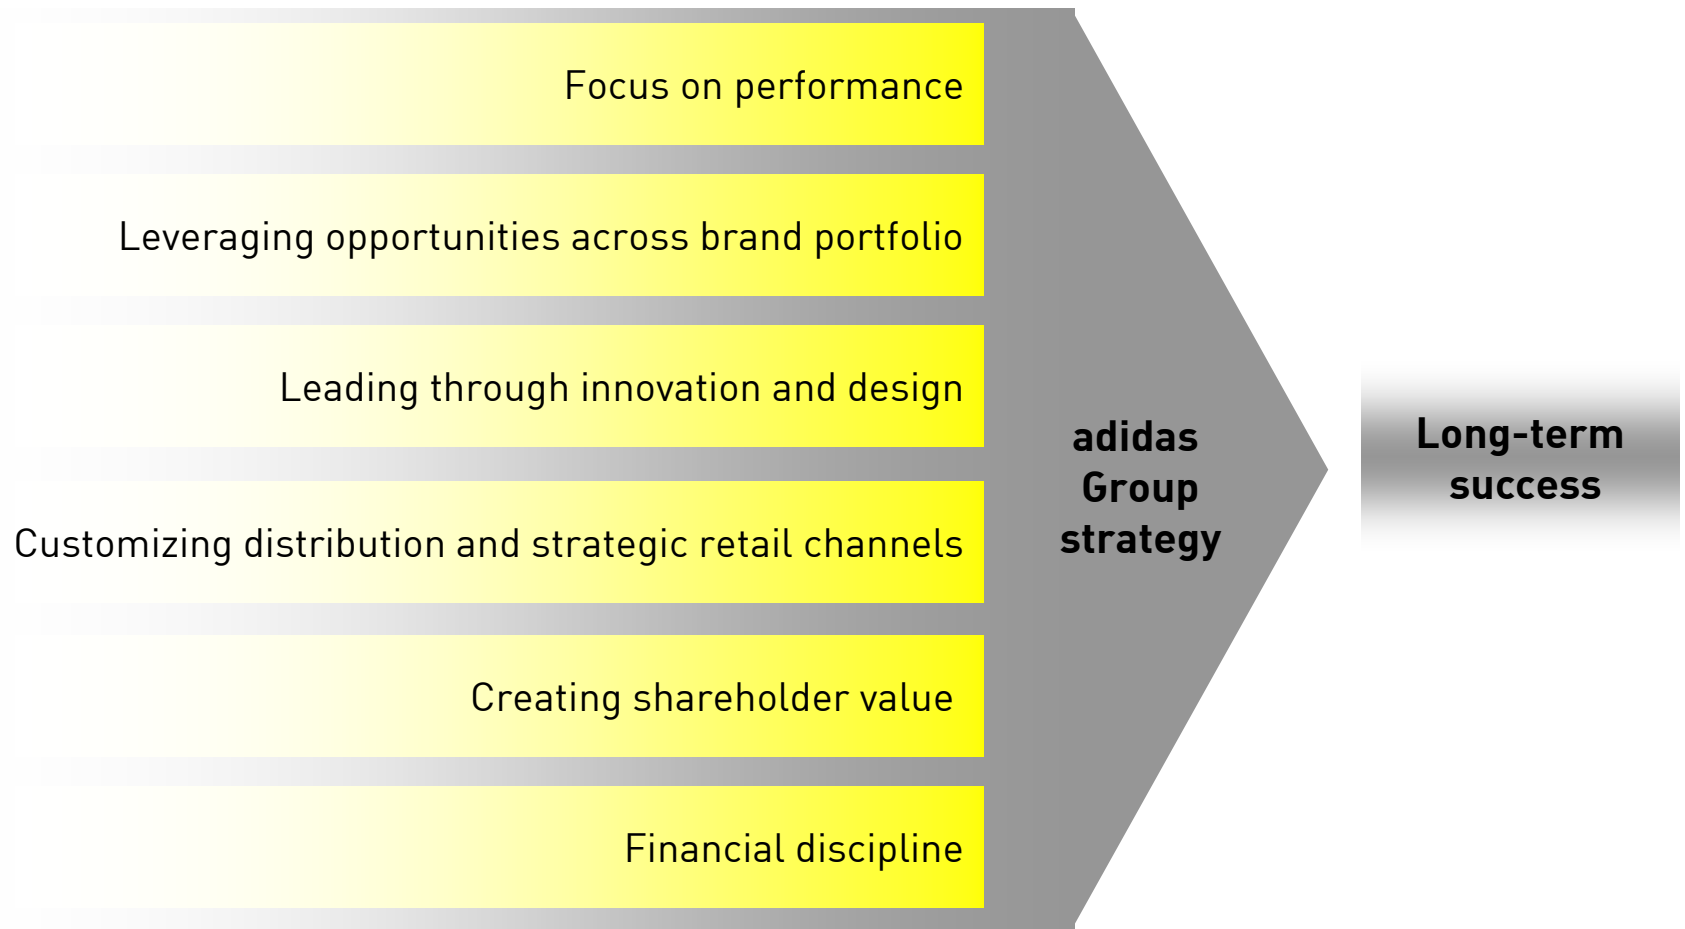 Focus on performance
Leveraging opportunities across brand portfolio
Leading through innovation and design
Customizing distribution and strategic retail channels
Creating shareholder value
Financial discipline
adidas
Group
strategy
Long-term
success